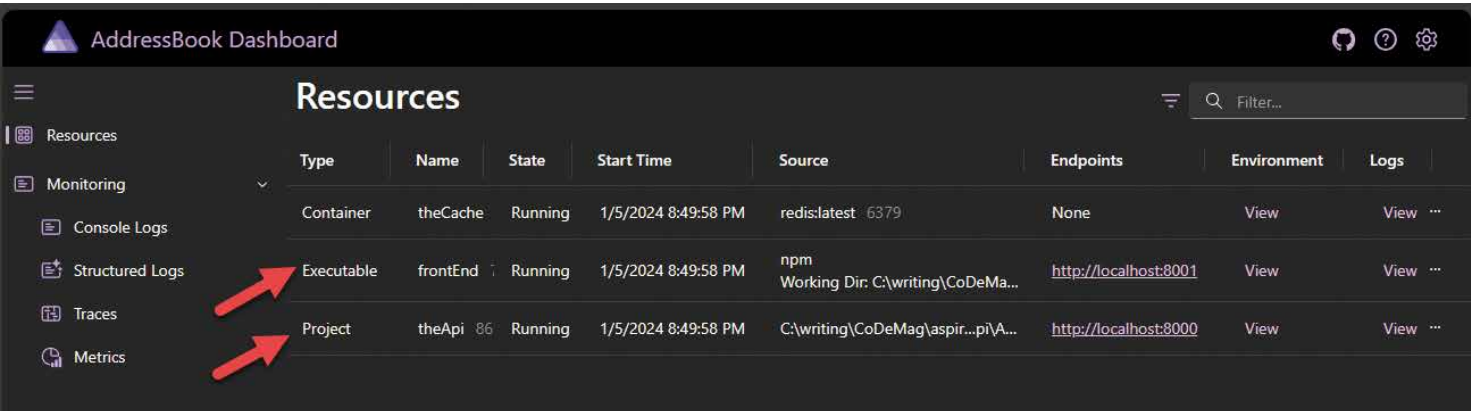 AddressBook Dashboard
Resources
Filter...
Resources
Monitoring
Console Logs
Structured Logs
Traces
Metrics
Type Name State Start Time Source Endpoints Environment Logs
Container theCache Running 1/5/2024 8:49:58 PM redis:latest 6379 None View View ...
Executable frontEnd Running 1/5/2024 8:49:58 PM npm http://localhost:8001 View View ...
Working Dir: C:\writing\CoDeMa...
Project theApi 86 Running 1/5/2024 8:49:58 PM C:\writing\CoDeMag\aspir...pi\A... http://localhost:8000 View View ...